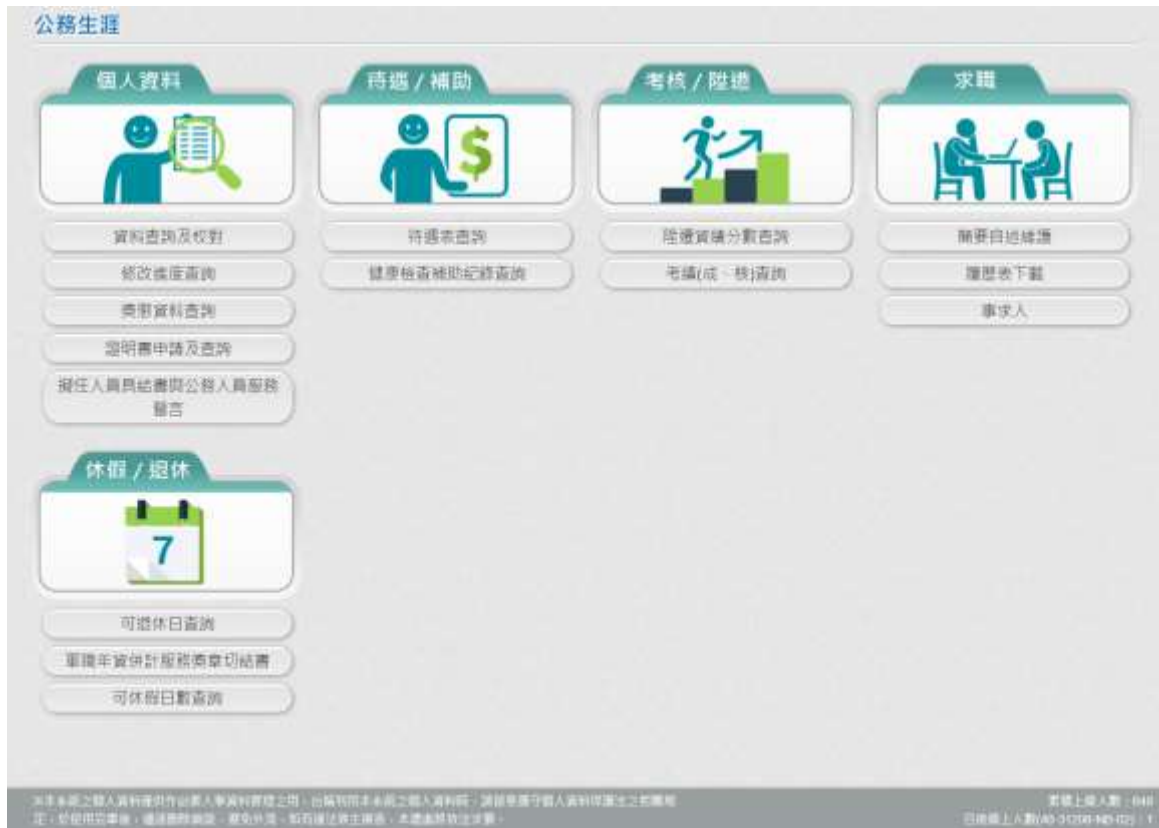 公務生涯
個人資料
資料查詢及校對
修改進度查詢
獎懲資料查詢
證明書申請及查詢
擬任人員具結書與公務人員服務
誓言
待遇 / 補助
待遇表查詢
健康檢查補助紀錄查詢
考核 / 陞遷
陞遷資績分數查詢
考績(成、核)查詢
求職
簡要自述維護
履歷表下載
事求人
休假 / 退休
7
可退休日查詢
軍職年資併計服務獎章切結書
可休假日數查詢